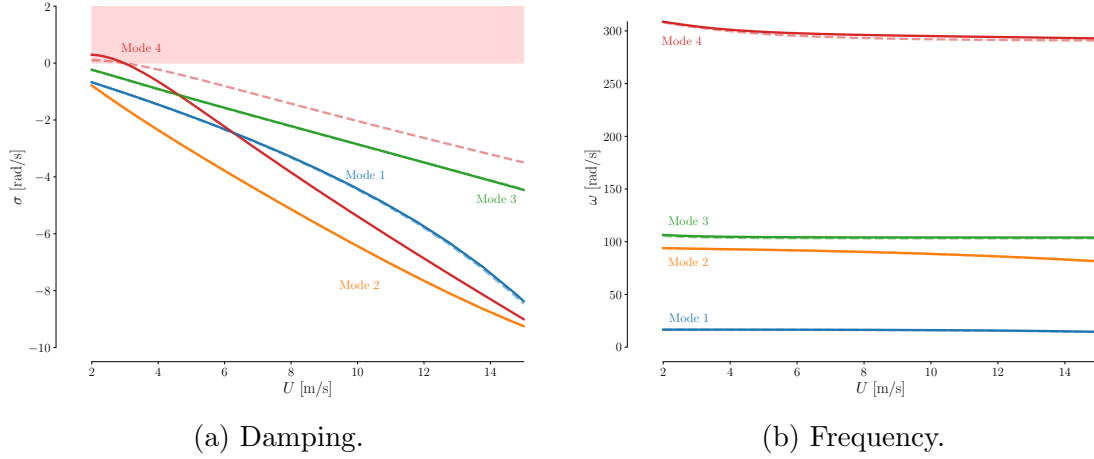 2
0
−2
−4
−6
−8
−10
σ [rad/s]
Mode 4
Mode 1
Mode 3
Mode 2
2 4 6 8 10 12 14
U [m/s]
(a) Damping.
300
250
200
150
100
50
0
ω [rad/s]
Mode 4
Mode 3
Mode 2
Mode 1
2 4 6 8 10 12 14
U [m/s]
(b) Frequency.